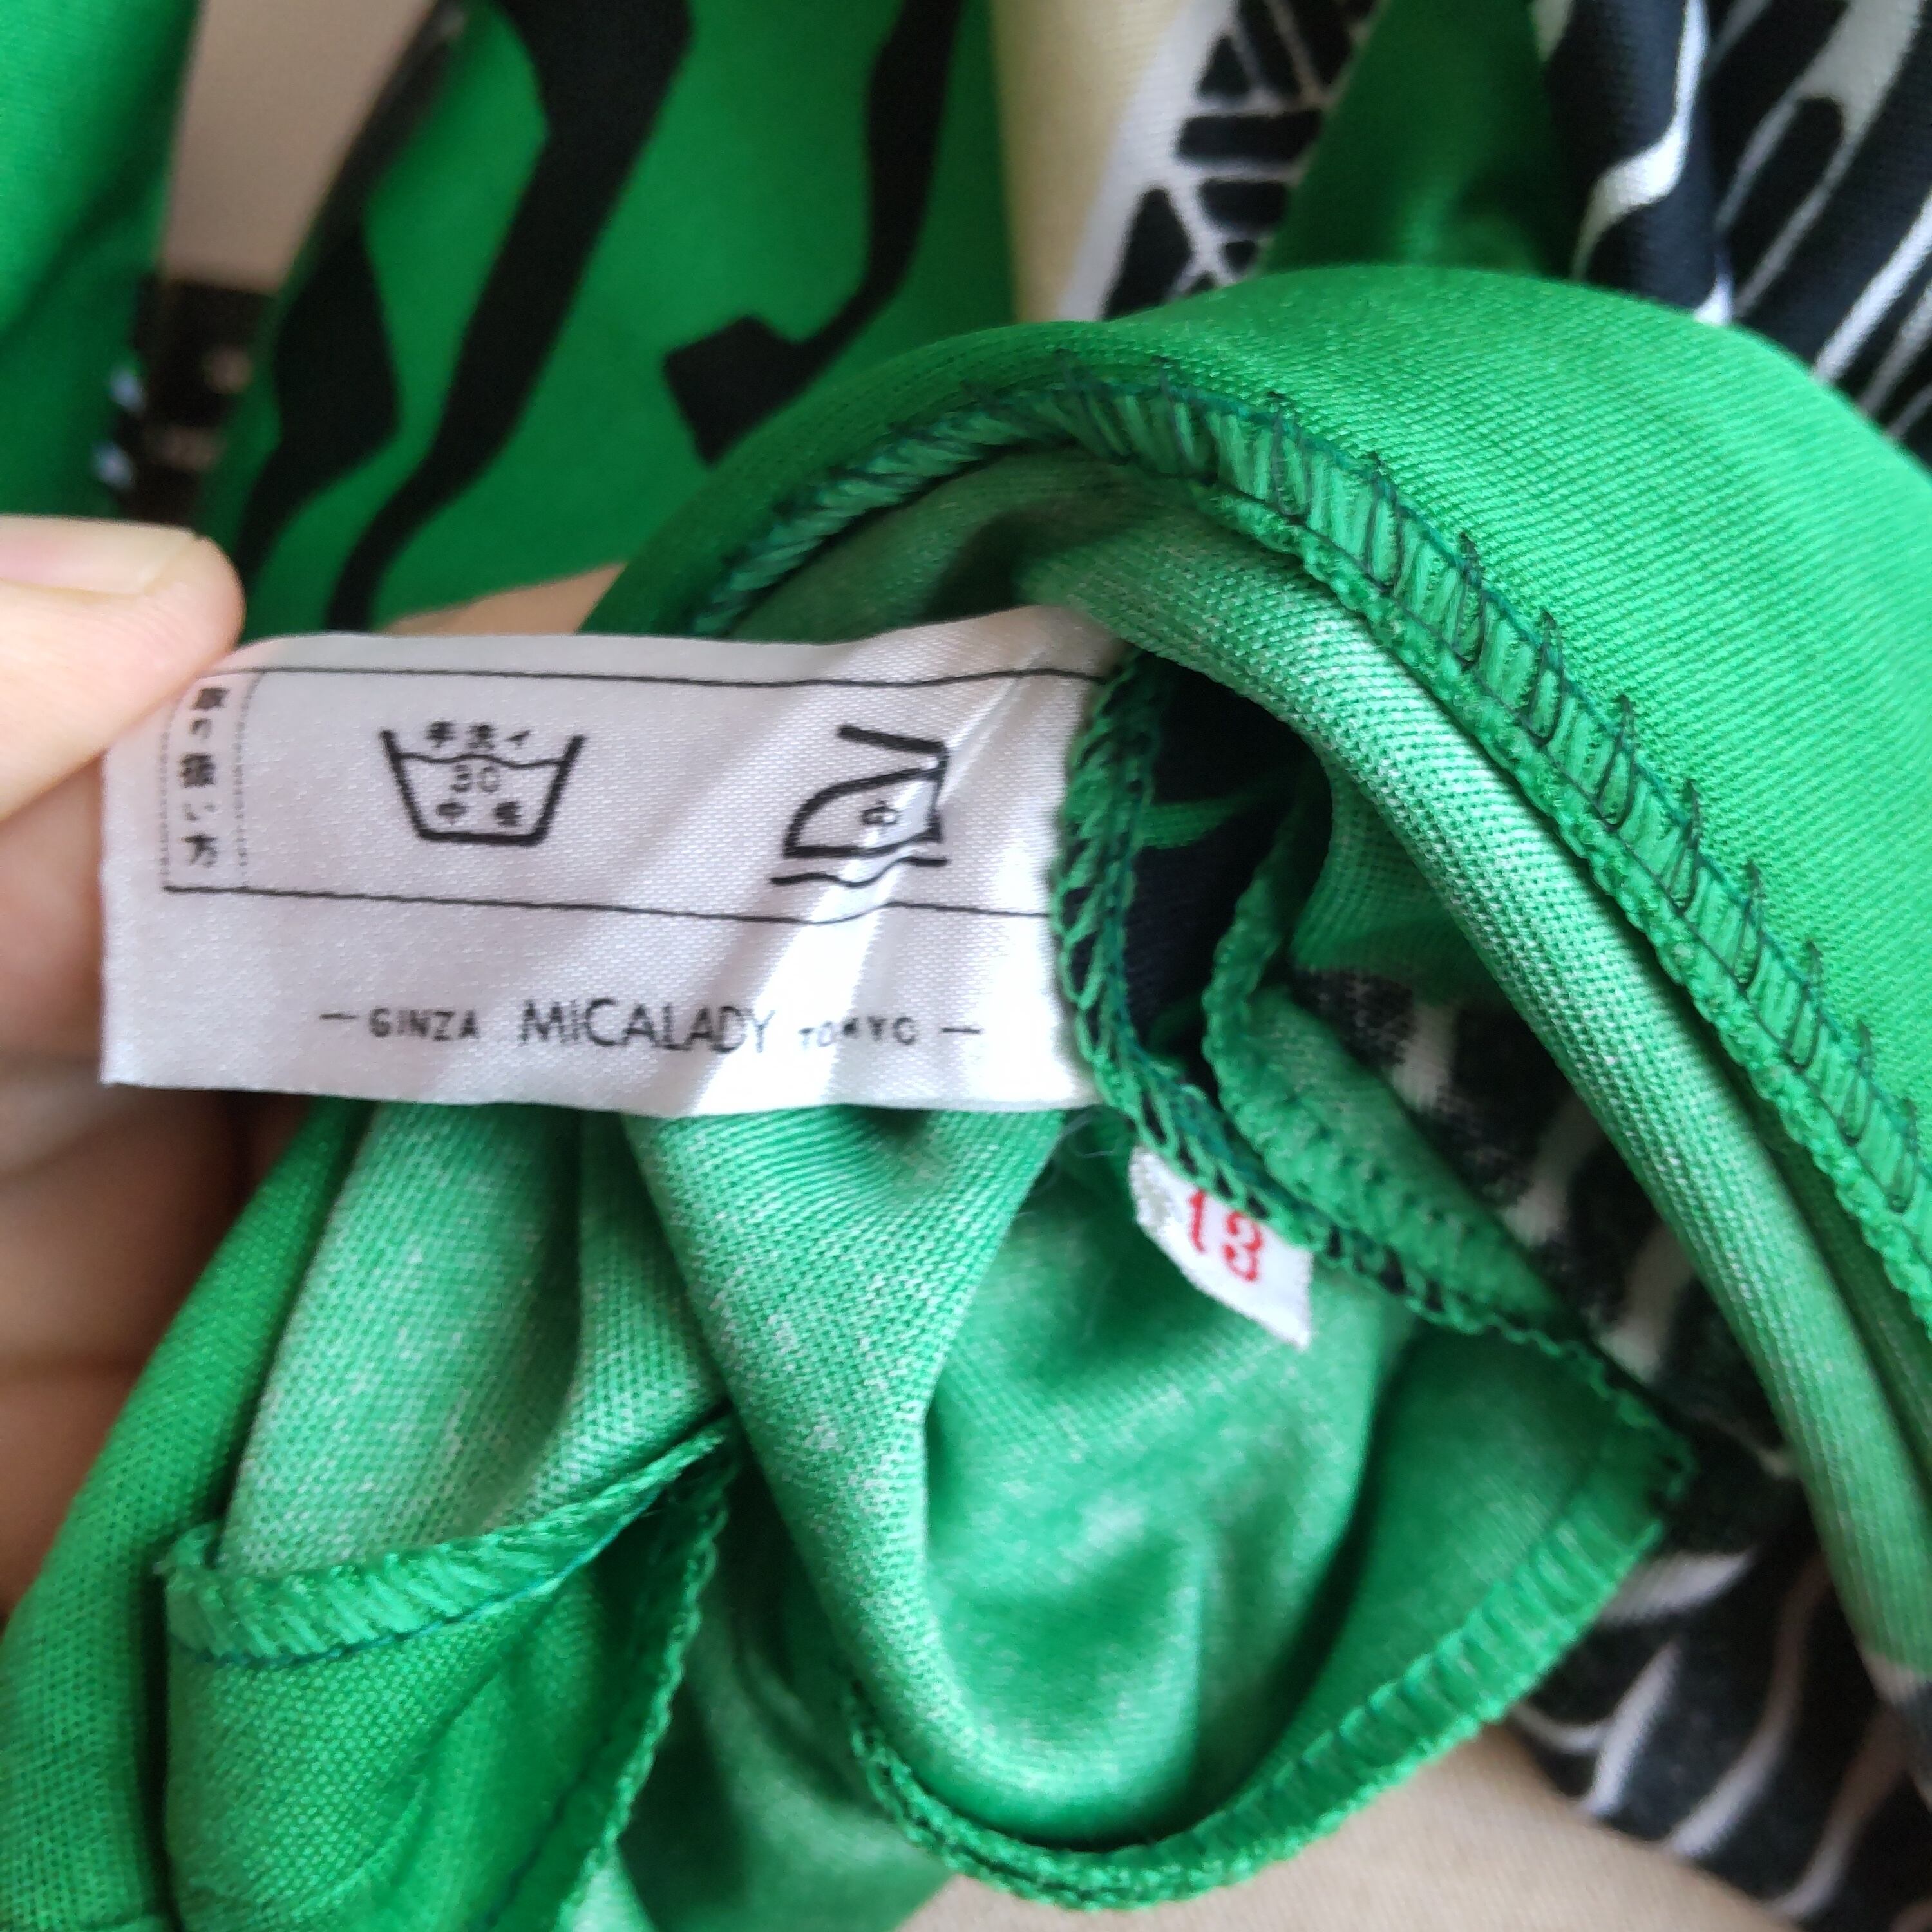 取り扱い方
手洗イ
30
中性
中
— GINZA MICALADY TOKYO —
13